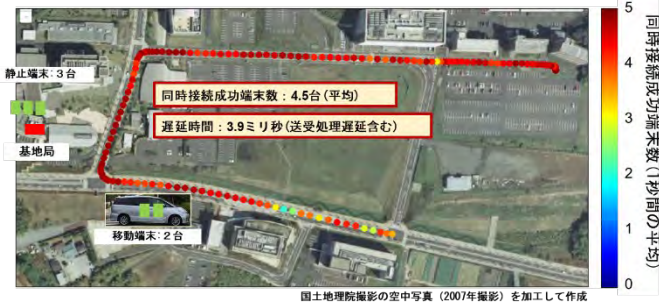 静止端末：３台
基地局
同時接続成功端末数：4.5台(平均)
遅延時間：3.9ミリ秒(送受処理遅延含む)
移動端末：２台
5
4
3
2
1
0
同時接続成功端末数(1秒間の平均)
国土地理院撮影の空中写真（2007年撮影）を加工して作成